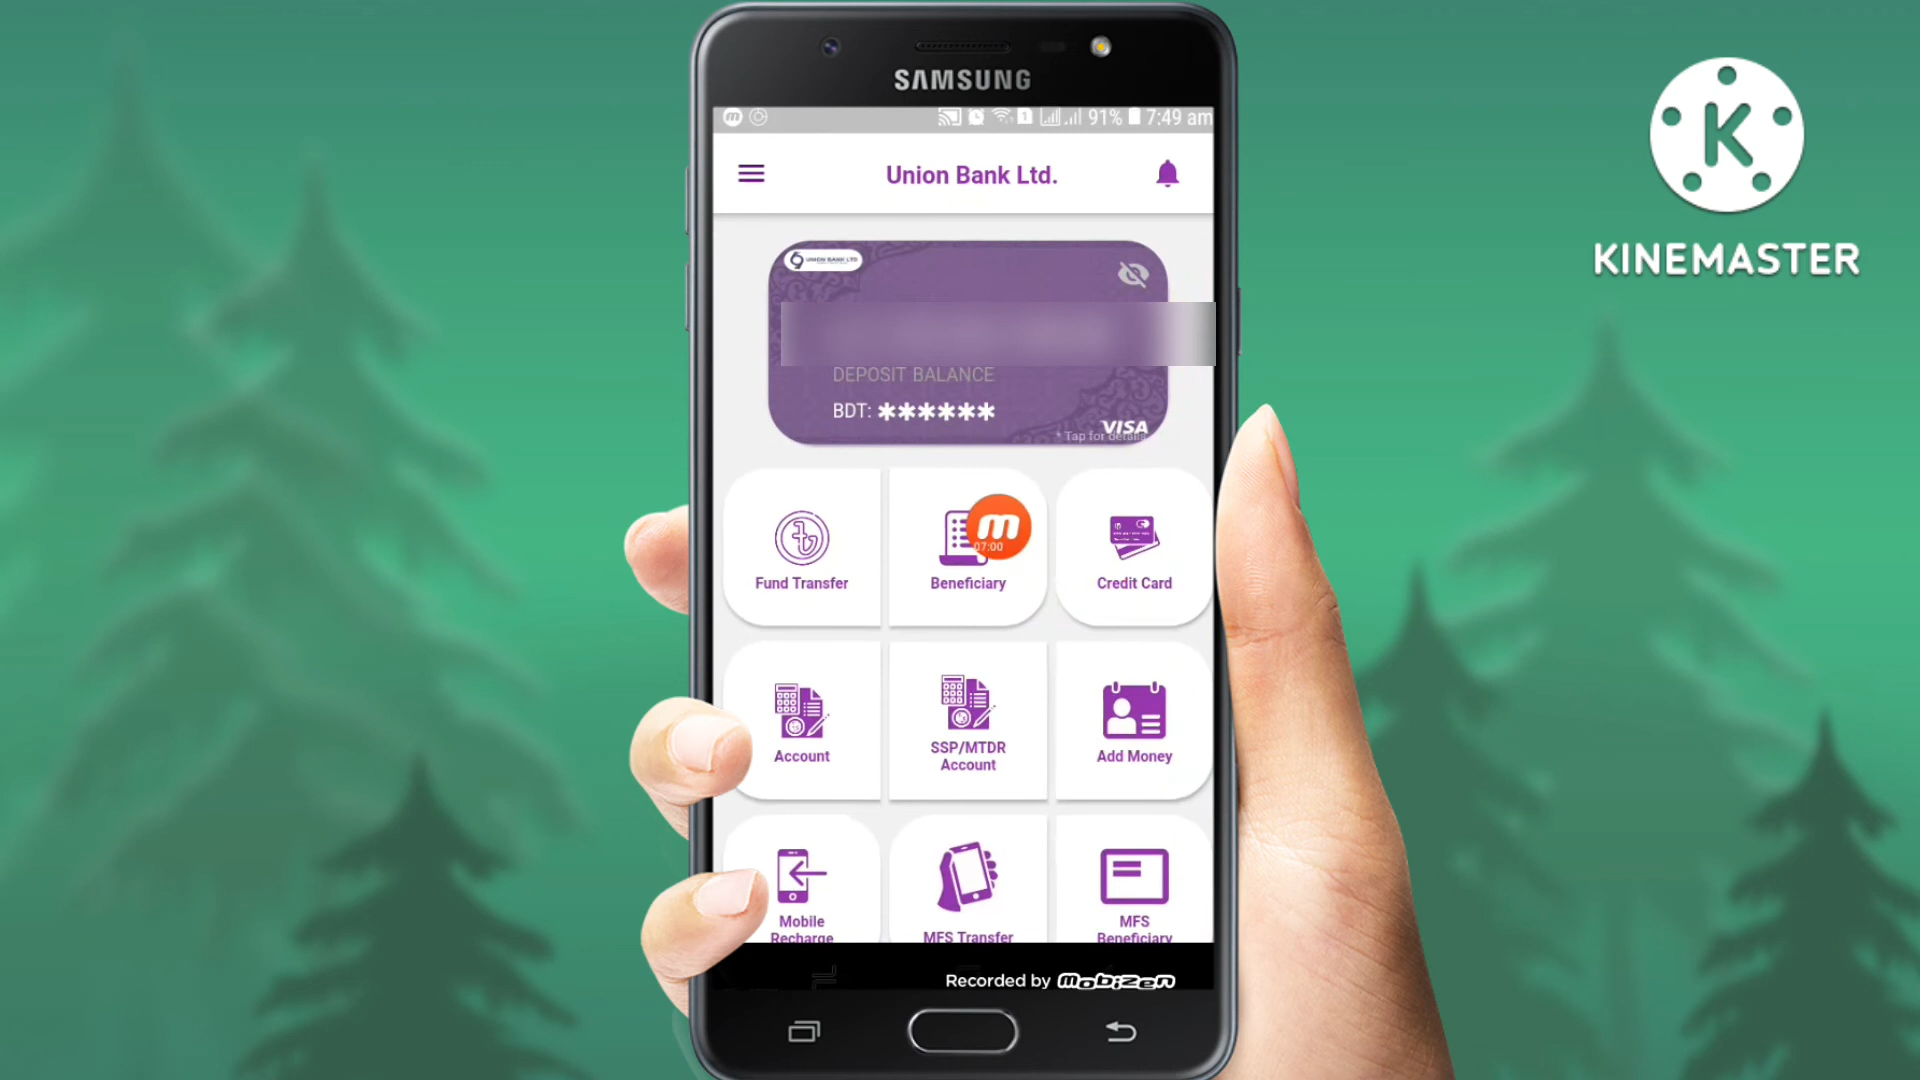 SAMSUNG
91% 7:49 am
Union Bank Ltd.
KINEMASTER
UNION BANK LTD
DEPOSIT BALANCE
BDT: ******
VISA
* Tap for details
07:00
Fund Transfer
Beneficiary
Credit Card
Account
SSP/MTDR
Account
Add Money
Mobile
Recharge
MFS Transfer
MFS
Beneficiary
Recorded by mobizen